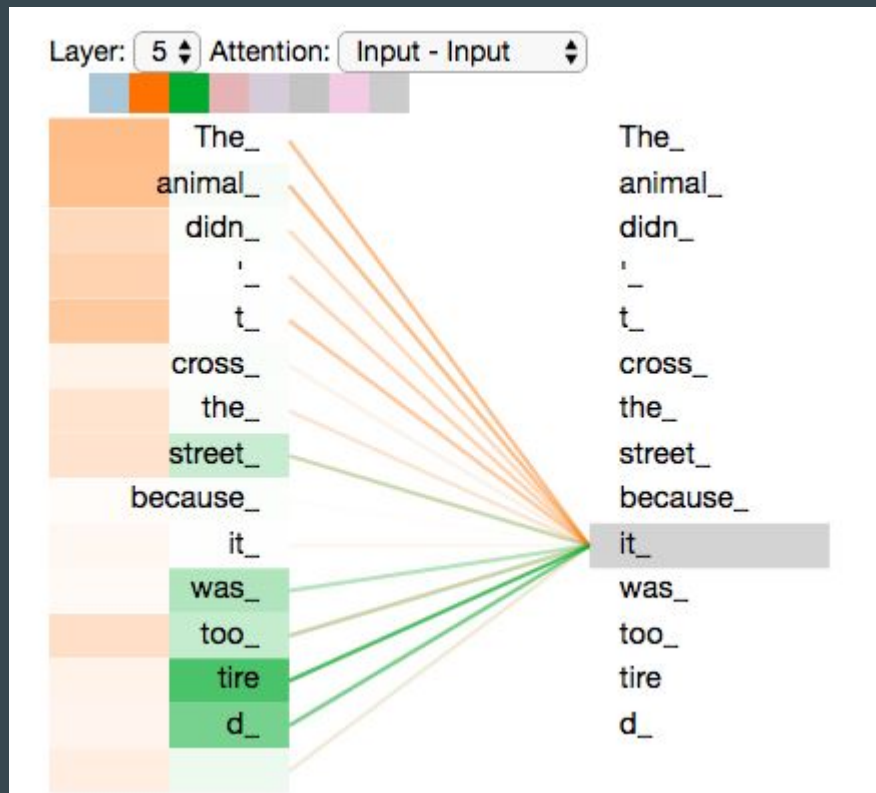 Layer: 5 Attention: Input - Input
The_ The_
animal_ animal_
didn_ didn_
'_ '_
t_ t_
cross_ cross_
the_ the_
street_ street_
because_ because_
it_ it_
was_ was_
too_ too_
tire tire
d_ d_